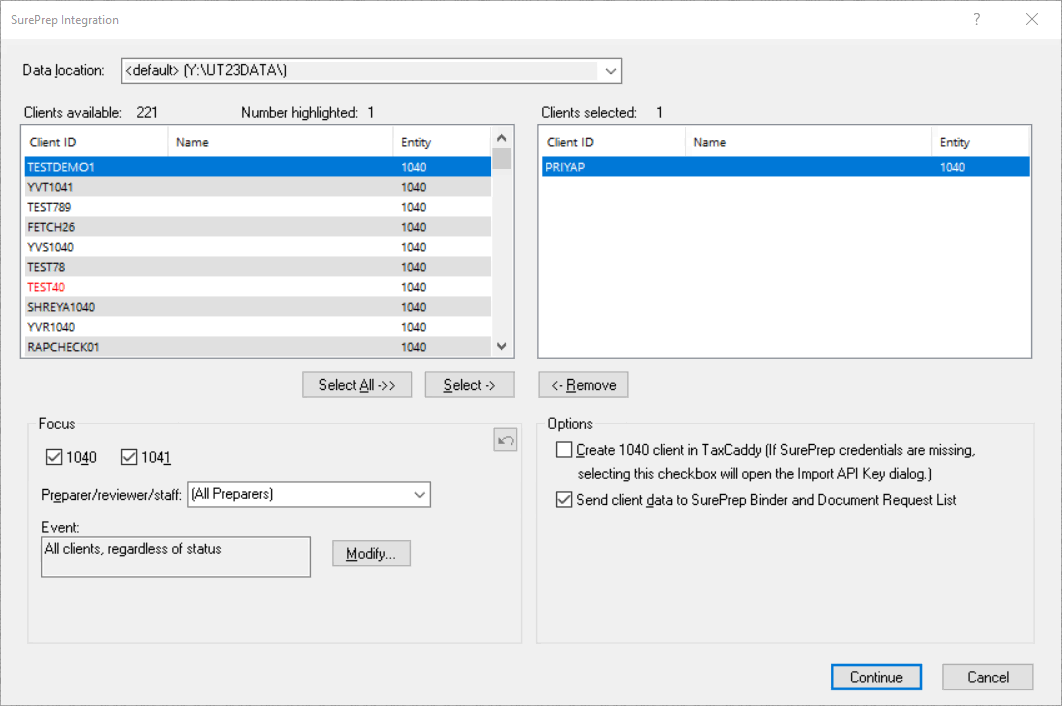 SurePrep Integration
?
Data location: <default> (Y:\UT23DATA\)
Clients available: 221 Number highlighted: 1
Client ID Name Entity
TESTDEMO1 1040
YVT1041 1040
TEST789 1040
FETCH26 1040
YVS1040 1040
TEST78 1040
TEST40 1040
SHREYA1040 1040
YVR1040 1040
RAPCHECK01 1040
Select All ->>
Select ->
Clients selected: 1
Client ID Name Entity
PRIYAP 1040
<- Remove
Focus
1040 1041
Preparer/reviewer/staff: (All Preparers)
Event:
All clients, regardless of status
Modify...
Options
Create 1040 client in TaxCaddy (If SurePrep credentials are missing,
selecting this checkbox will open the Import API Key dialog.)
Send client data to SurePrep Binder and Document Request List
Continue
Cancel